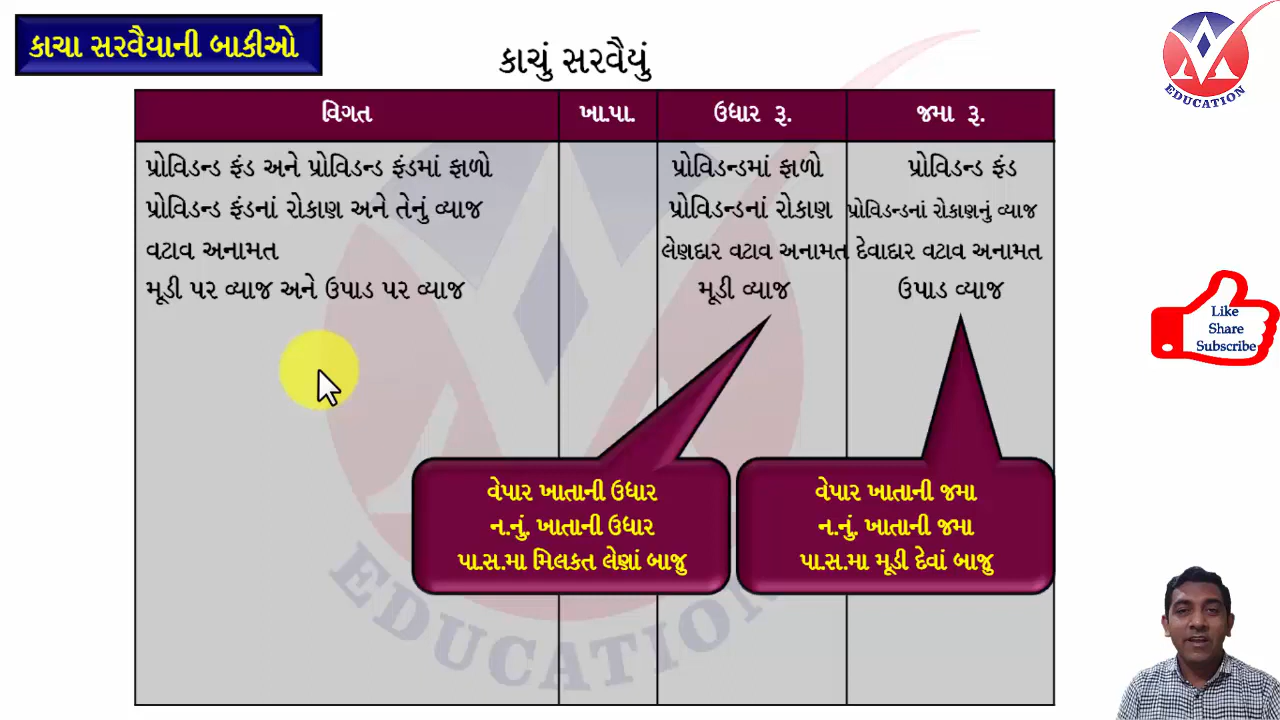 કાચા સરવૈયાની બાકીઓ
કાચું સરવૈયું
EDUCATION
વિગત ખા.પા. ઉધાર રૂ. જમા રૂ.
પ્રોવિડન્ડ ફંડ અને પ્રોવિડન્ડ ફંડમાં ફાળો પ્રોવિડન્ડમાં ફાળો પ્રોવિડન્ડ ફંડ
પ્રોવિડન્ડ ફંડનાં રોકાણ અને તેનું વ્યાજ પ્રોવિડન્ડનાં રોકાણ પ્રોવિડન્ડનાં રોકાણનું વ્યાજ
વટાવ અનામત લેણદાર વટાવ અનામત દેવાદાર વટાવ અનામત
મૂડી પર વ્યાજ અને ઉપાડ પર વ્યાજ મૂડી વ્યાજ ઉપાડ વ્યાજ
Like
Share
Subscribe
વેપાર ખાતાની ઉધાર
ન.નું. ખાતાની ઉધાર
પા.સ.મા મિલકત લેણાં બાજુ
વેપાર ખાતાની જમા
ન.નું. ખાતાની જમા
પા.સ.મા મૂડી દેવાં બાજુ
EDUCATION